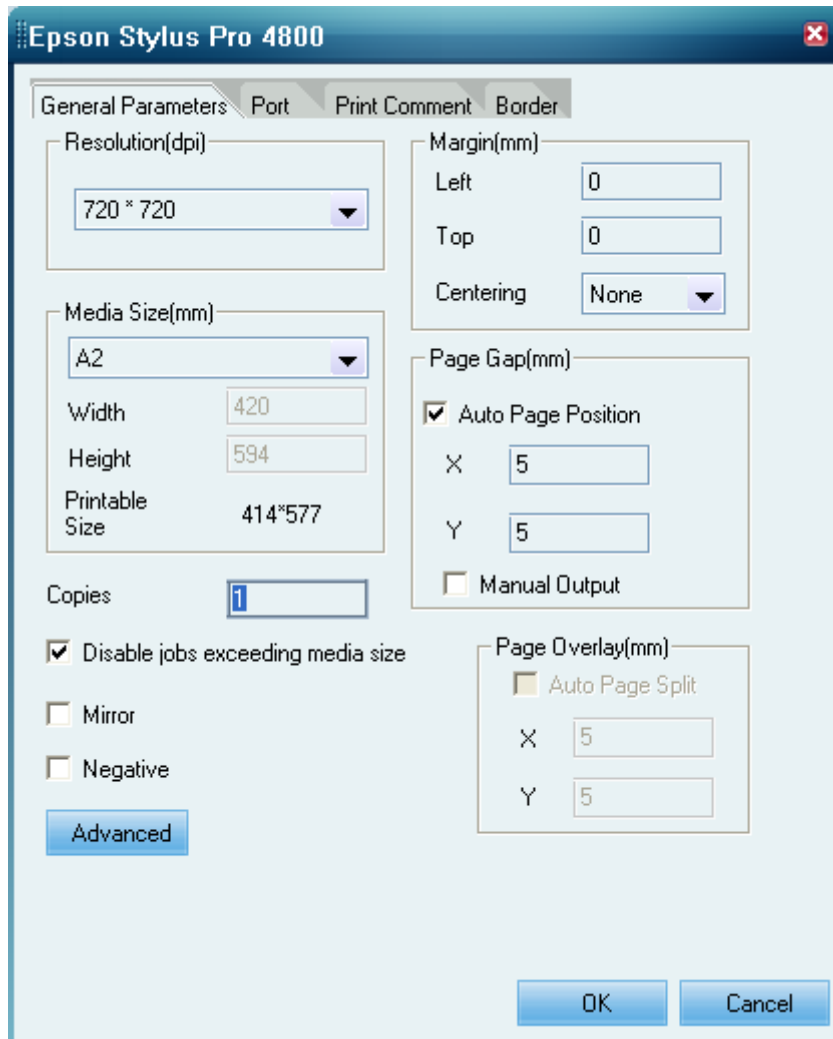 Epson Stylus Pro 4800
General Parameters Port Print Comment Border
Resolution(dpi)
720 * 720
Media Size(mm)
A2
Width 420
Height 594
Printable Size 414*577
Copies 1
Disable jobs exceeding media size
Mirror
Negative
Advanced
Margin(mm)
Left 0
Top 0
Centering None
Page Gap(mm)
Auto Page Position
X 5
Y 5
Manual Output
Page Overlay(mm)
Auto Page Split
X 5
Y 5
OK Cancel